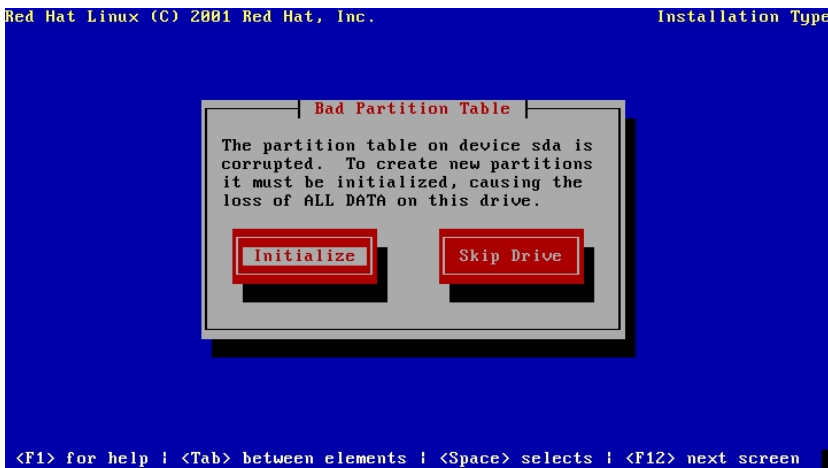 Red Hat Linux (C) 2001 Red Hat, Inc. Installation Type
Bad Partition Table
The partition table on device sda is
corrupted.  To create new partitions
it must be initialized, causing the
loss of ALL DATA on this drive.
Initialize Skip Drive
<F1> for help | <Tab> between elements | <Space> selects | <F12> next screen